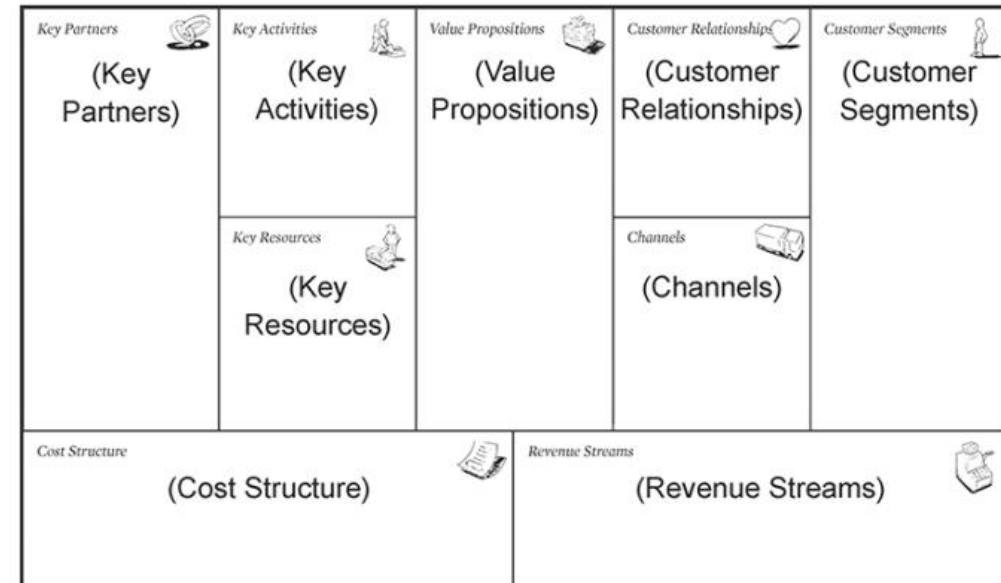 Key Partners
(Key
Partners)
Key Activities
(Key
Activities)
Key Resources
(Key
Resources)
Value Propositions
(Value
Propositions)
Customer Relationships
(Customer
Relationships)
Channels
(Channels)
Customer Segments
(Customer
Segments)
Cost Structure
(Cost Structure)
Revenue Streams
(Revenue Streams)